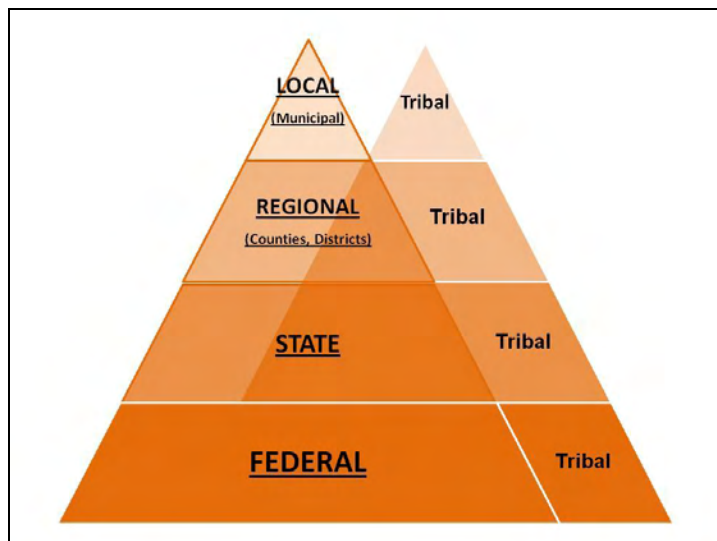 LOCAL
(Municipal)
Tribal
REGIONAL
(Counties, Districts)
Tribal
STATE
Tribal
FEDERAL
Tribal